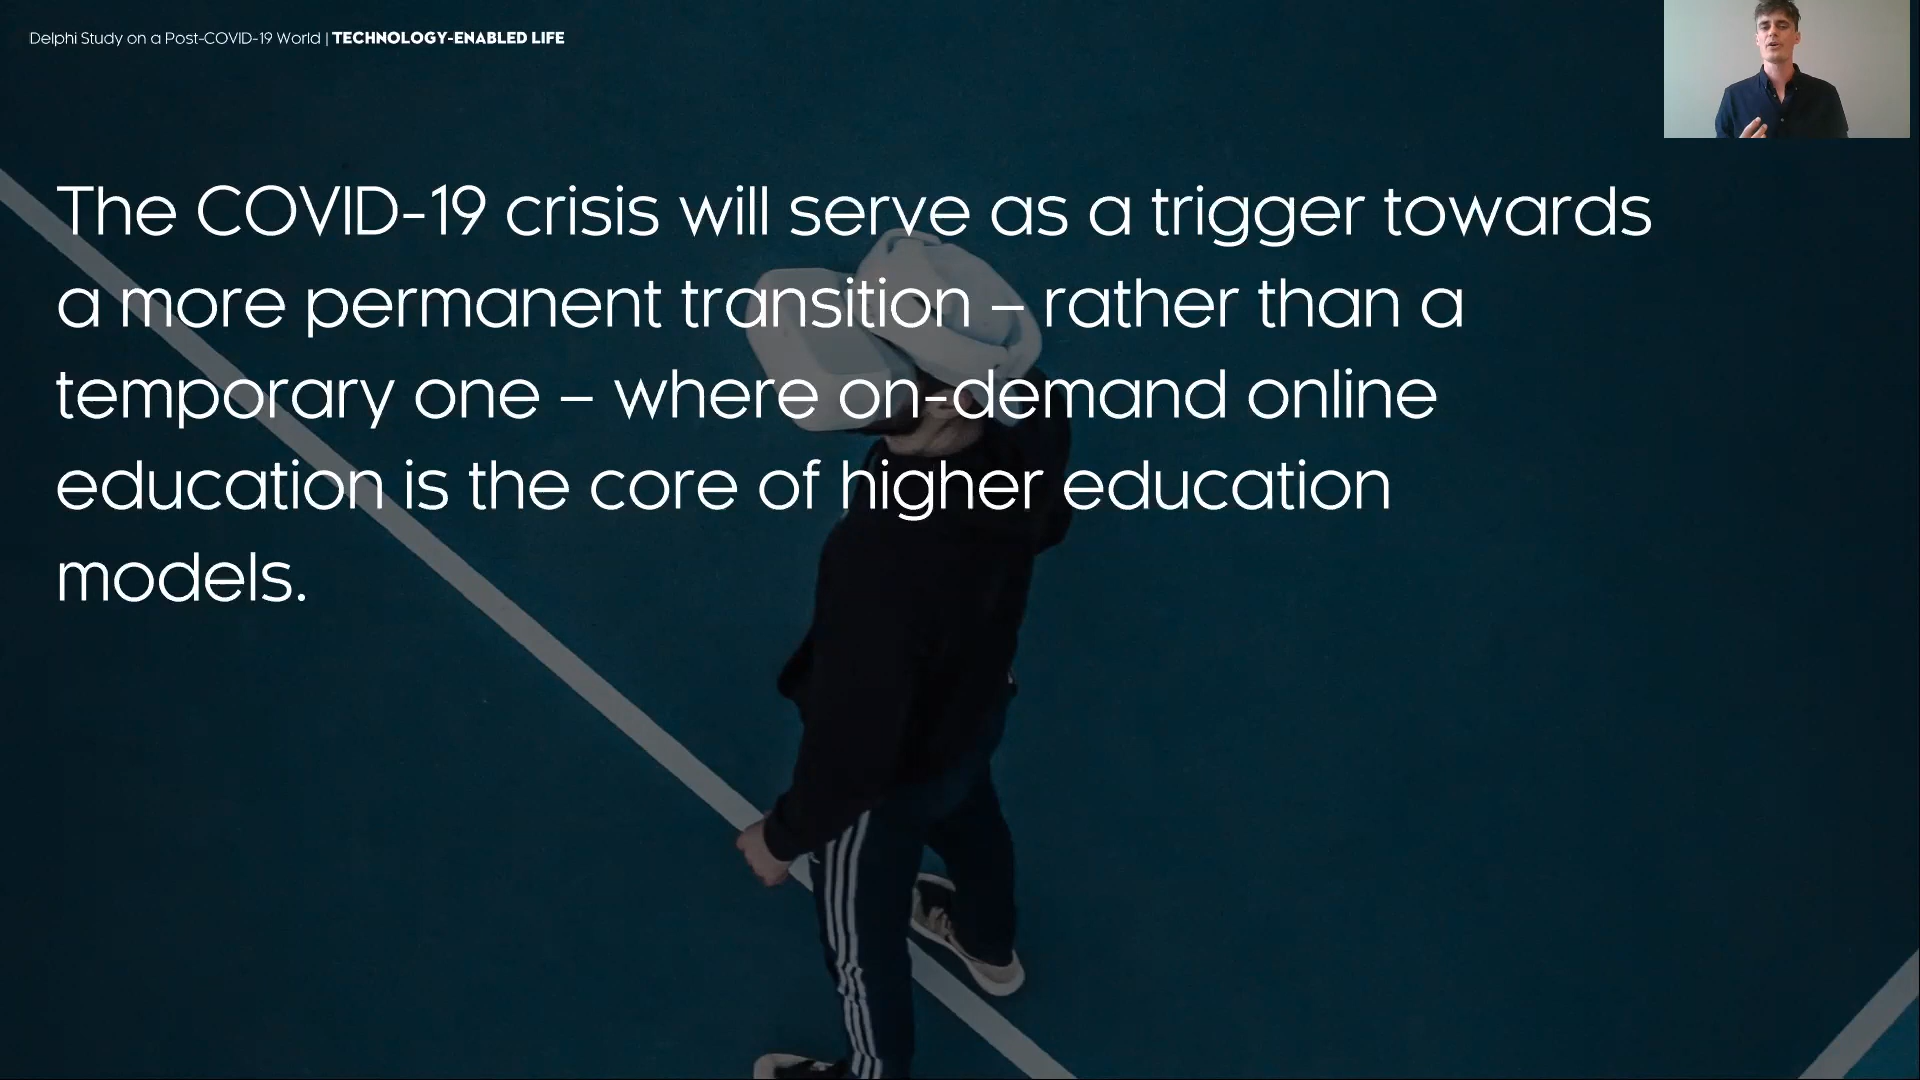 Delphi Study on a Post-COVID-19 World | TECHNOLOGY-ENABLED LIFE
The COVID-19 crisis will serve as a trigger towards
a more permanent transition – rather than a
temporary one – where on-demand online
education is the core of higher education
models.